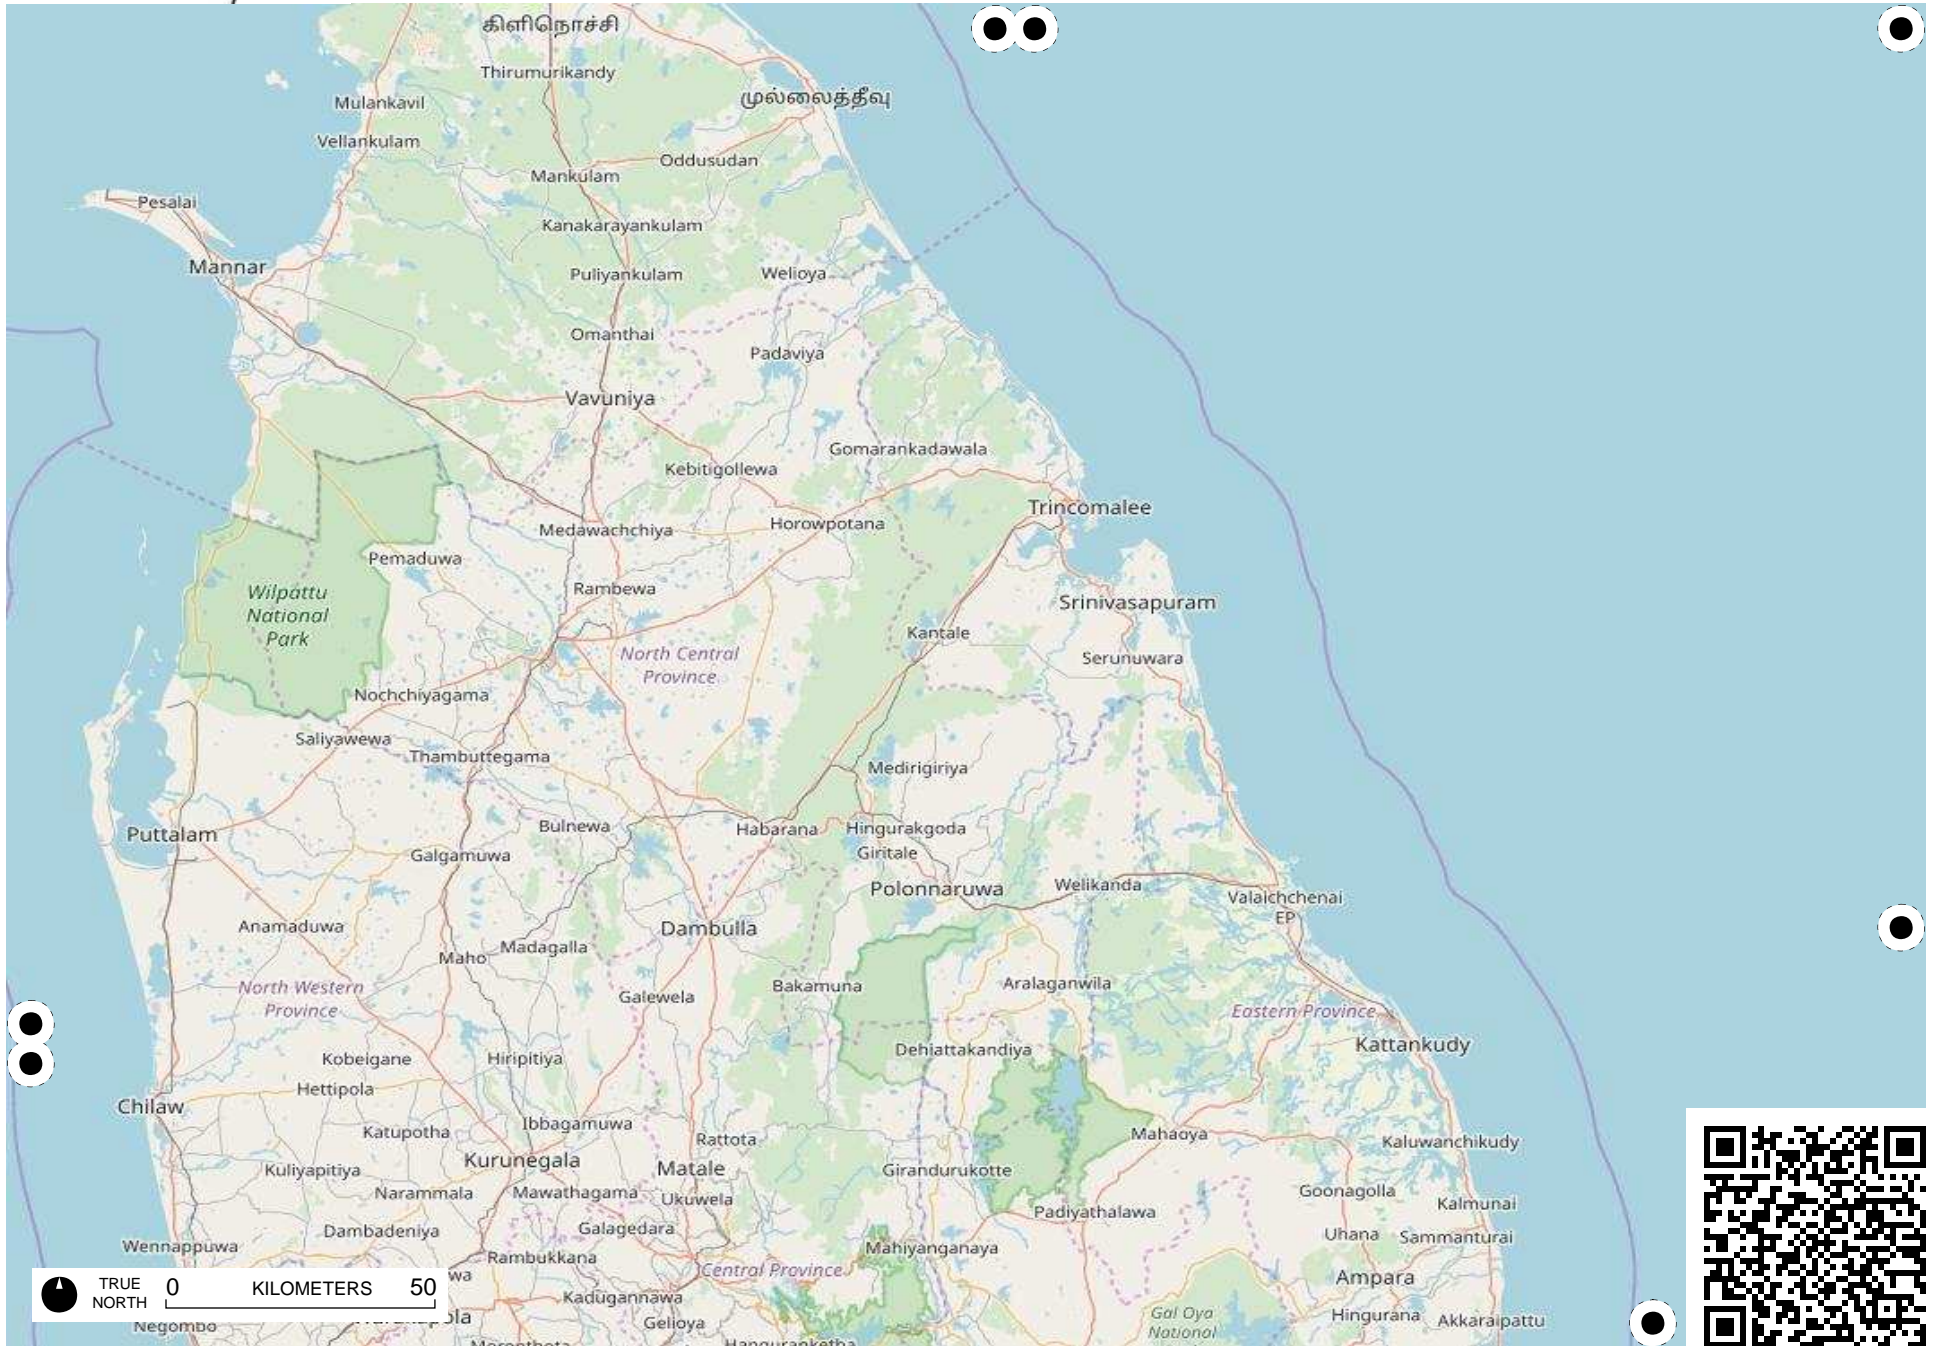 கிளிநொச்சி
Thirumurikandy
Mulankavil
முல்லைத்தீவு
Vellankulam
Oddusudan
Mankulam
Pesalai
Kanakarayankulam
Mannar
Puliyankulam
Welioya
Omanthai
Padaviya
Vavuniya
Gomarankadawala
Kebitigollewa
Trincomalee
Medawachchiya
Horowpotana
Pemaduwa
Rambewa
Wilpattu
National
Park
Srinivasapuram
Kantale
North Central
Province
Serunuwara
Nochchiyagama
Saliyawewa
Thambuttegama
Medirigiriya
Puttalam
Bulnewa
Habarana
Hingurakgoda
Galgamuwa
Giritale
Polonnaruwa
Welikanda
Valaichchenai
EP
Anamaduwa
Dambulla
Madagalla
Maho
North Western
Province
Galewela
Bakamuna
Aralaganwila
Eastern Province
Kattankudy
Kobeigane
Hiripitiya
Dehiattakandiya
Hettipola
Chilaw
Ibbagamuwa
Katupotha
Rattota
Mahaoya
Kaluwanchikudy
Kuliyapitiya
Kurunegala
Matale
Girandurukotte
Narammala
Mawathagama
Ukuwela
Goonagolla
Kalmunai
Padiyathalawa
Dambadeniya
Galagedara
Uhana
Sammanturai
Wennappuwa
Rambukkana
Mahiyanganaya
Central Province
Ampara
TRUE
NORTH
0 KILOMETERS 50
wa
Kadugannawa
Gelioya
Gal Oya
National
Hingurana
Akkaraipattu
Negombo
Hanguranketha